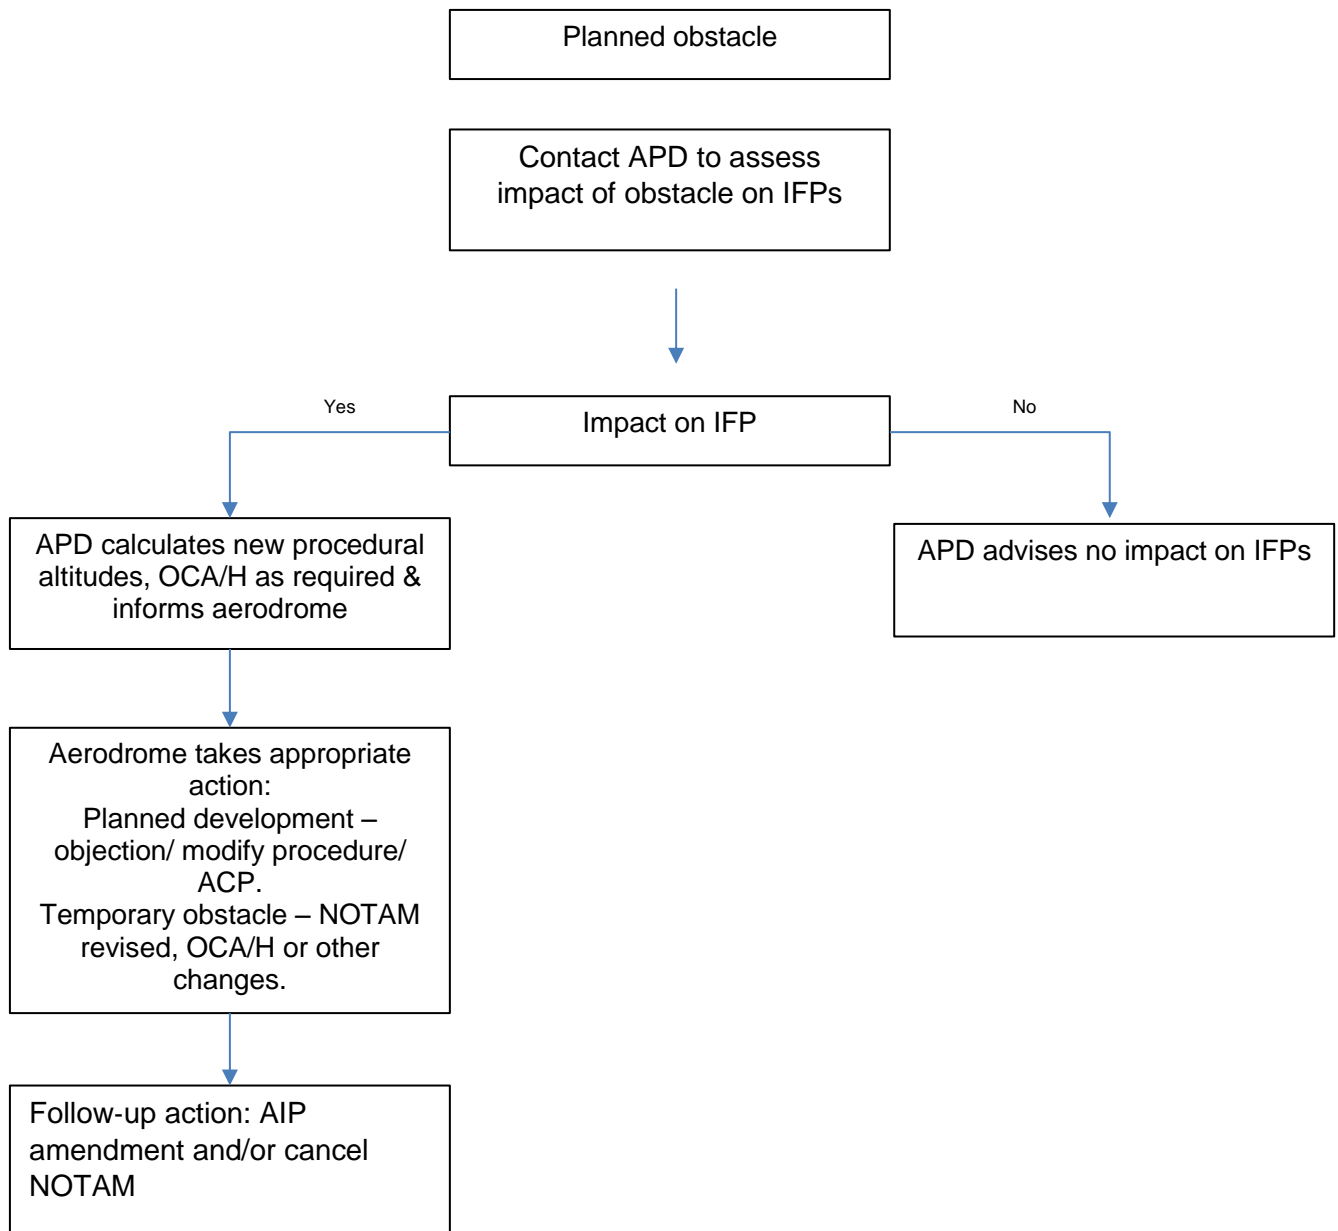 Planned obstacle
Contact APD to assess
impact of obstacle on IFPs
Yes
Impact on IFP
No
APD calculates new procedural
altitudes, OCA/H as required &
informs aerodrome
APD advises no impact on IFPs
Aerodrome takes appropriate
action:
Planned development –
objection/ modify procedure/
ACP.
Temporary obstacle – NOTAM
revised, OCA/H or other
changes.
Follow-up action: AIP
amendment and/or cancel
NOTAM